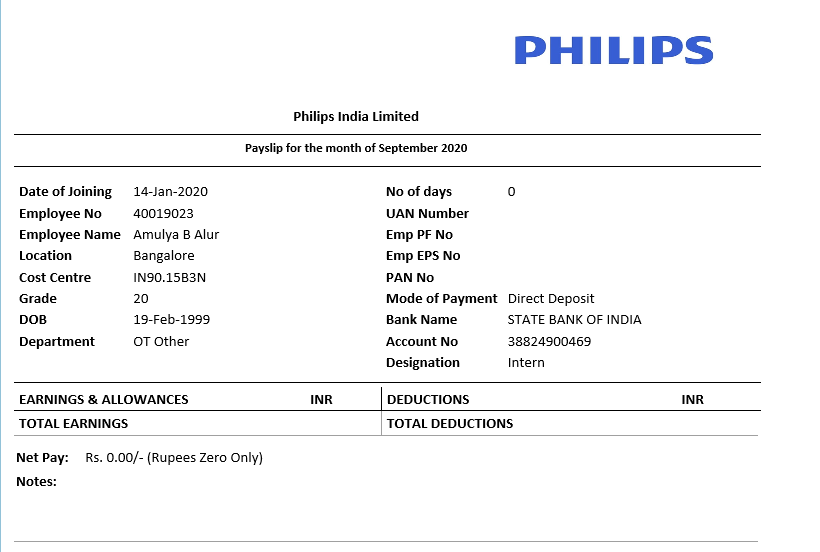 PHILIPS
Philips India Limited
Payslip for the month of September 2020
Date of Joining 14-Jan-2020 No of days 0
Employee No 40019023 UAN Number
Employee Name Amulya B Alur Emp PF No
Location Bangalore Emp EPS No
Cost Centre IN90.15B3N PAN No
Grade 20 Mode of Payment Direct Deposit
DOB 19-Feb-1999 Bank Name STATE BANK OF INDIA
Department OT Other Account No 38824900469
Designation Intern
EARNINGS & ALLOWANCES INR DEDUCTIONS INR
TOTAL EARNINGS TOTAL DEDUCTIONS
Net Pay: Rs. 0.00/- (Rupees Zero Only)
Notes: